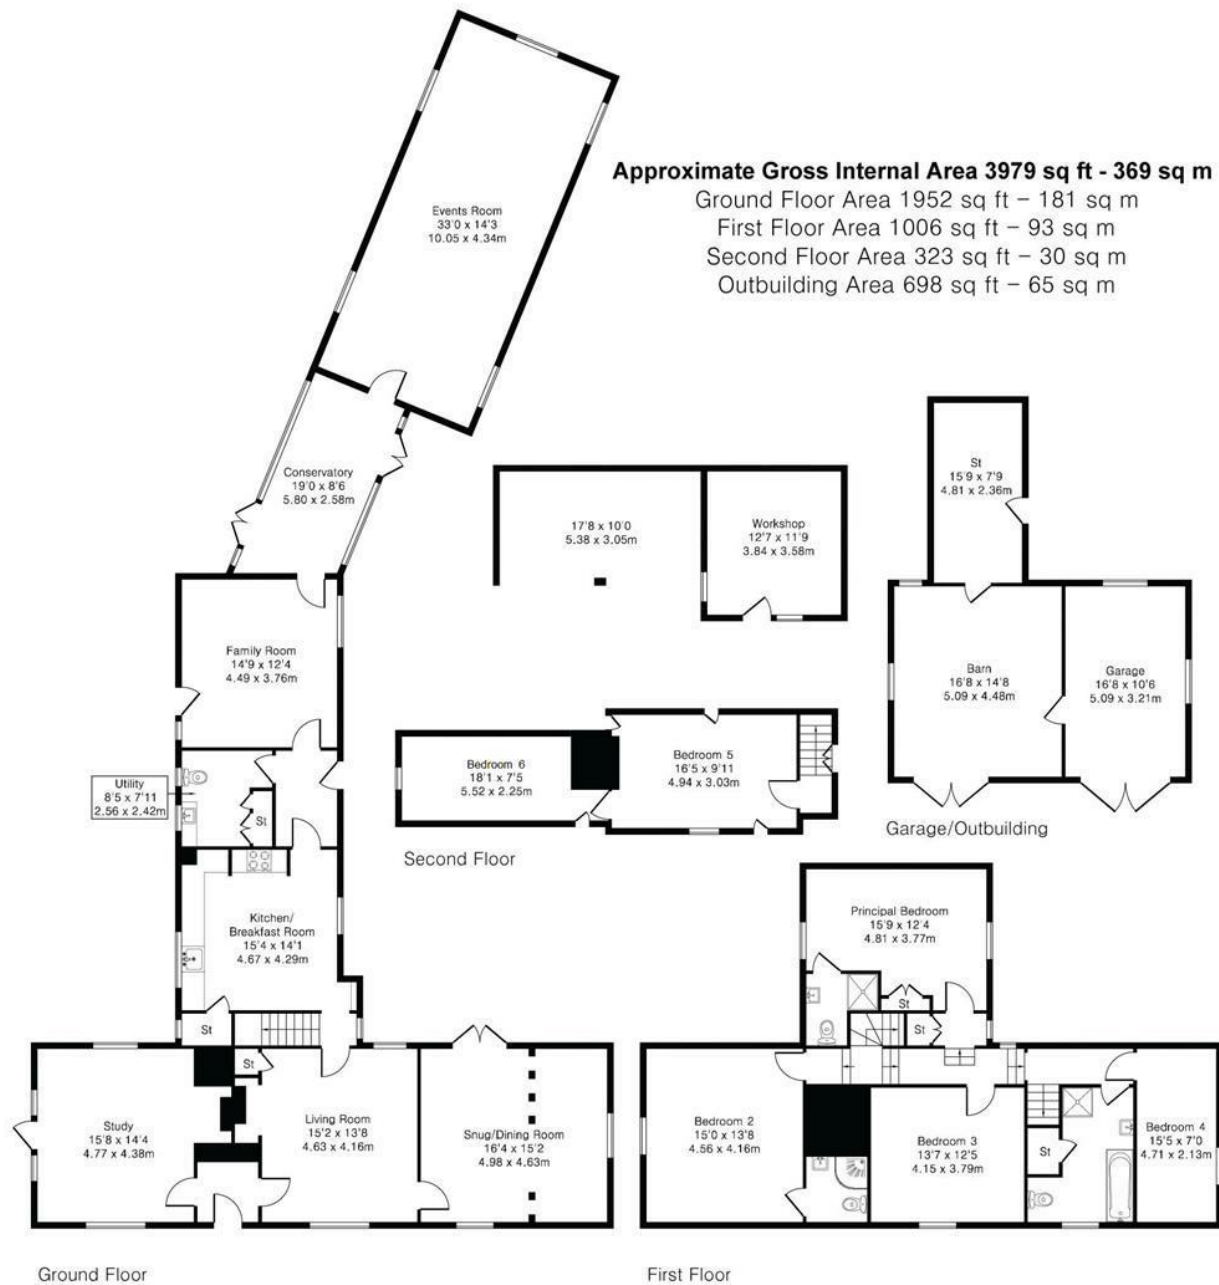 Approximate Gross Internal Area 3979 sq ft - 369 sq m
Ground Floor Area 1952 sq ft – 181 sq m
First Floor Area 1006 sq ft – 93 sq m
Second Floor Area 323 sq ft – 30 sq m
Outbuilding Area 698 sq ft – 65 sq m
Events Room
33'0 x 14'3
10.05 x 4.34m
Conservatory
19'0 x 8'6
5.80 x 2.58m
Family Room
14'9 x 12'4
4.49 x 3.76m
Utility
8'5 x 7'11
2.56 x 2.42m
St
Kitchen/
Breakfast Room
15'4 x 14'1
4.67 x 4.29m
St
St
Study
15'8 x 14'4
4.77 x 4.38m
Living Room
15'2 x 13'8
4.63 x 4.16m
Snug/Dining Room
16'4 x 15'2
4.98 x 4.63m
Ground Floor
17'8 x 10'0
5.38 x 3.05m
Workshop
12'7 x 11'9
3.84 x 3.58m
St
15'9 x 7'9
4.81 x 2.36m
Barn
16'8 x 14'8
5.09 x 4.48m
Garage
16'8 x 10'6
5.09 x 3.21m
Garage/Outbuilding
Bedroom 6
18'1 x 7'5
5.52 x 2.25m
Bedroom 5
16'5 x 9'11
4.94 x 3.03m
Second Floor
Principal Bedroom
15'9 x 12'4
4.81 x 3.77m
St
St
Bedroom 2
15'0 x 13'8
4.56 x 4.16m
Bedroom 3
13'7 x 12'5
4.15 x 3.79m
St
Bedroom 4
15'5 x 7'0
4.71 x 2.13m
First Floor